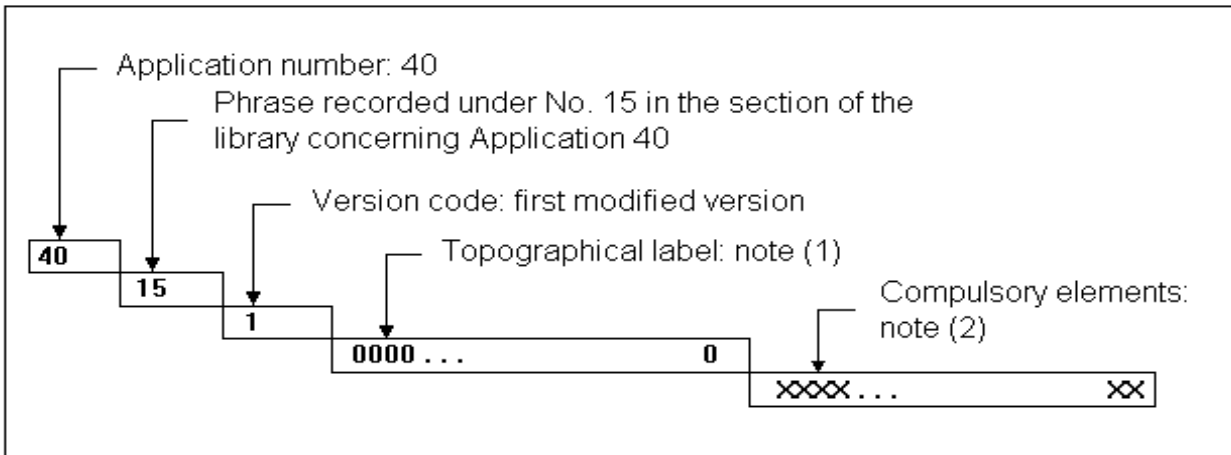 Application number: 40
Phrase recorded under No. 15 in the section of the
library concerning Application 40
Version code: first modified version
Topographical label: note (1)
Compulsory elements:
note (2)
40
15
1
0000 . . . 0
XXXX . . . XX